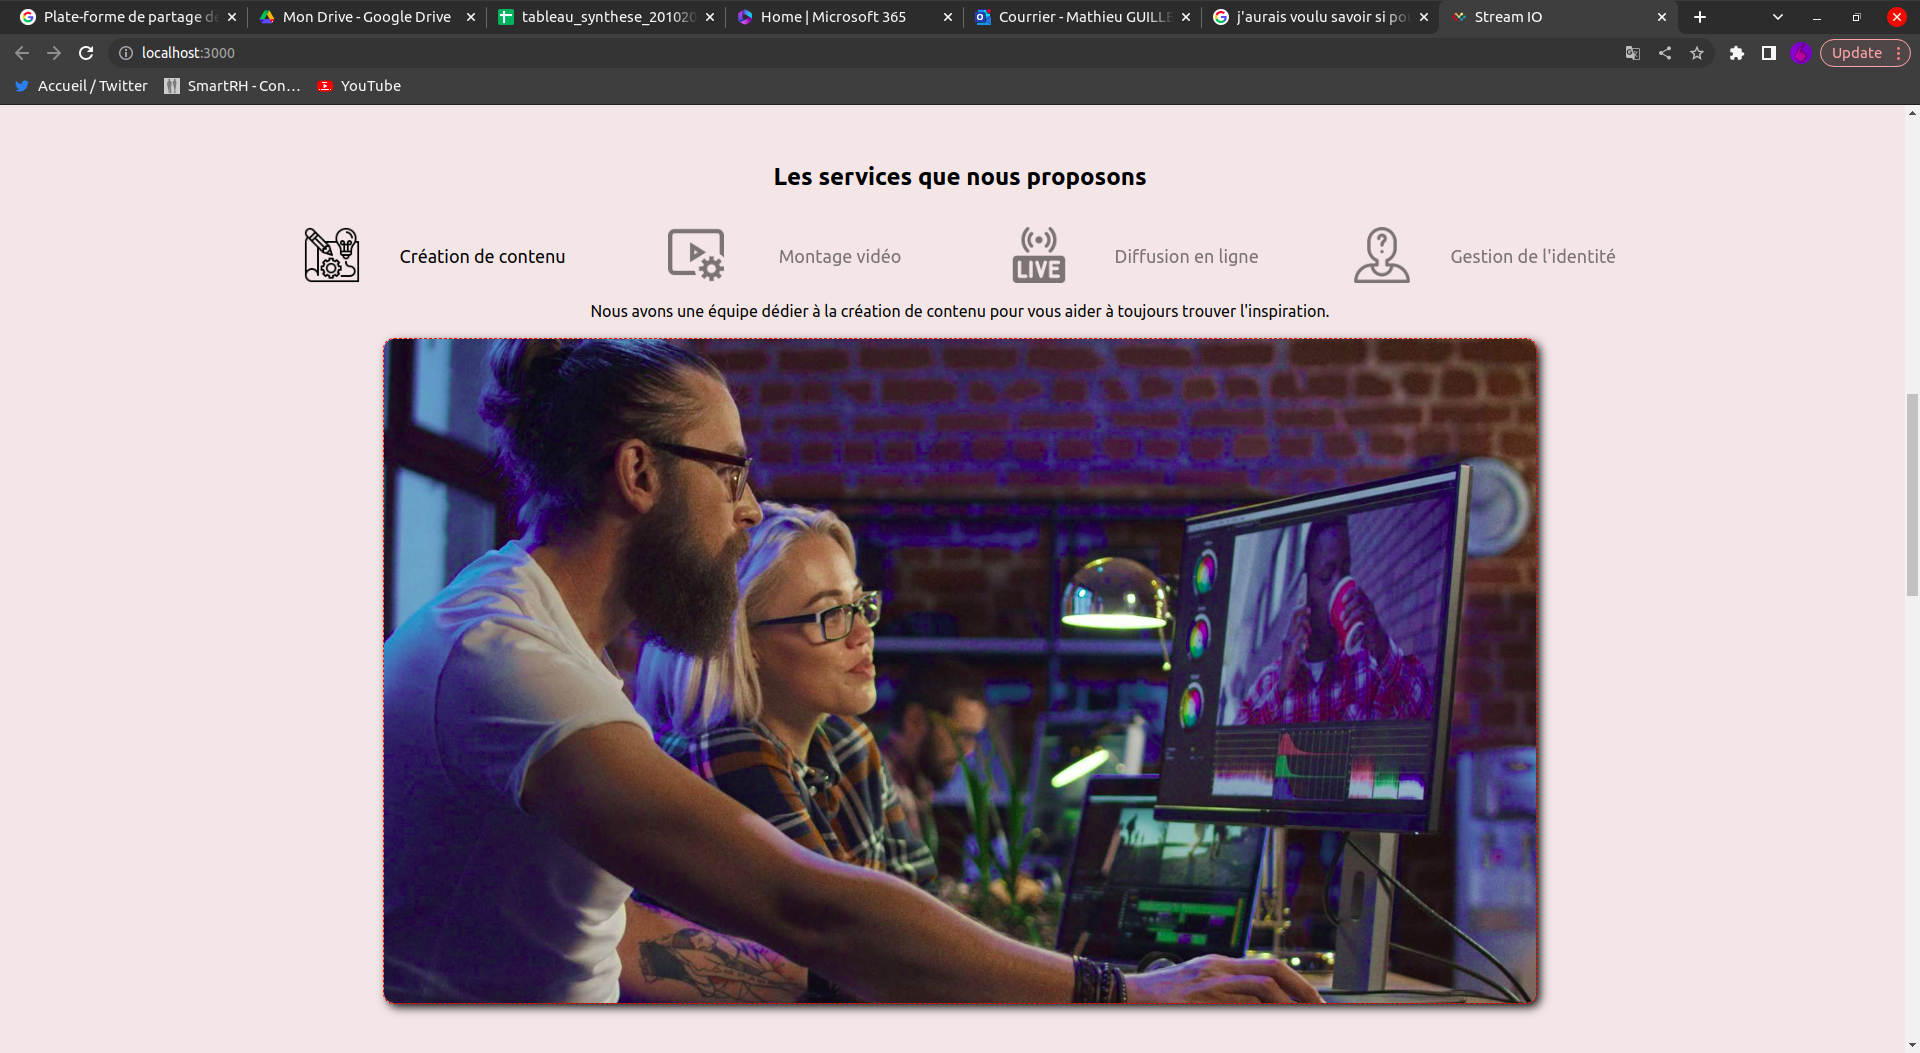 Plate-forme de partage de
Mon Drive - Google Drive
tableau_synthese_201020
Home | Microsoft 365
Courrier - Mathieu GUILLE
j'aurais voulu savoir si po
Stream IO
localhost:3000
Update
Accueil / Twitter
SmartRH - Con...
YouTube
Les services que nous proposons
Création de contenu
Montage vidéo
LIVE
Diffusion en ligne
Gestion de l'identité
Nous avons une équipe dédier à la création de contenu pour vous aider à toujours trouver l'inspiration.